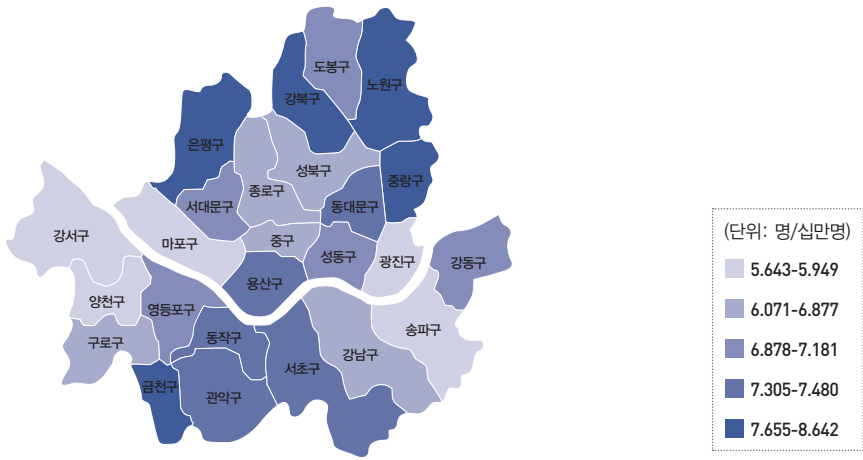 도봉구
노원구
강북구
은평구
성북구
중랑구
종로구
서대문구
동대문구
강서구
마포구
중구
성동구
광진구
강동구
용산구
양천구
영등포구
송파구
동작구
구로구
강남구
서초구
금천구
관악구
(단위: 명/십만명)
5.643-5.949
6.071-6.877
6.878-7.181
7.305-7.480
7.655-8.642